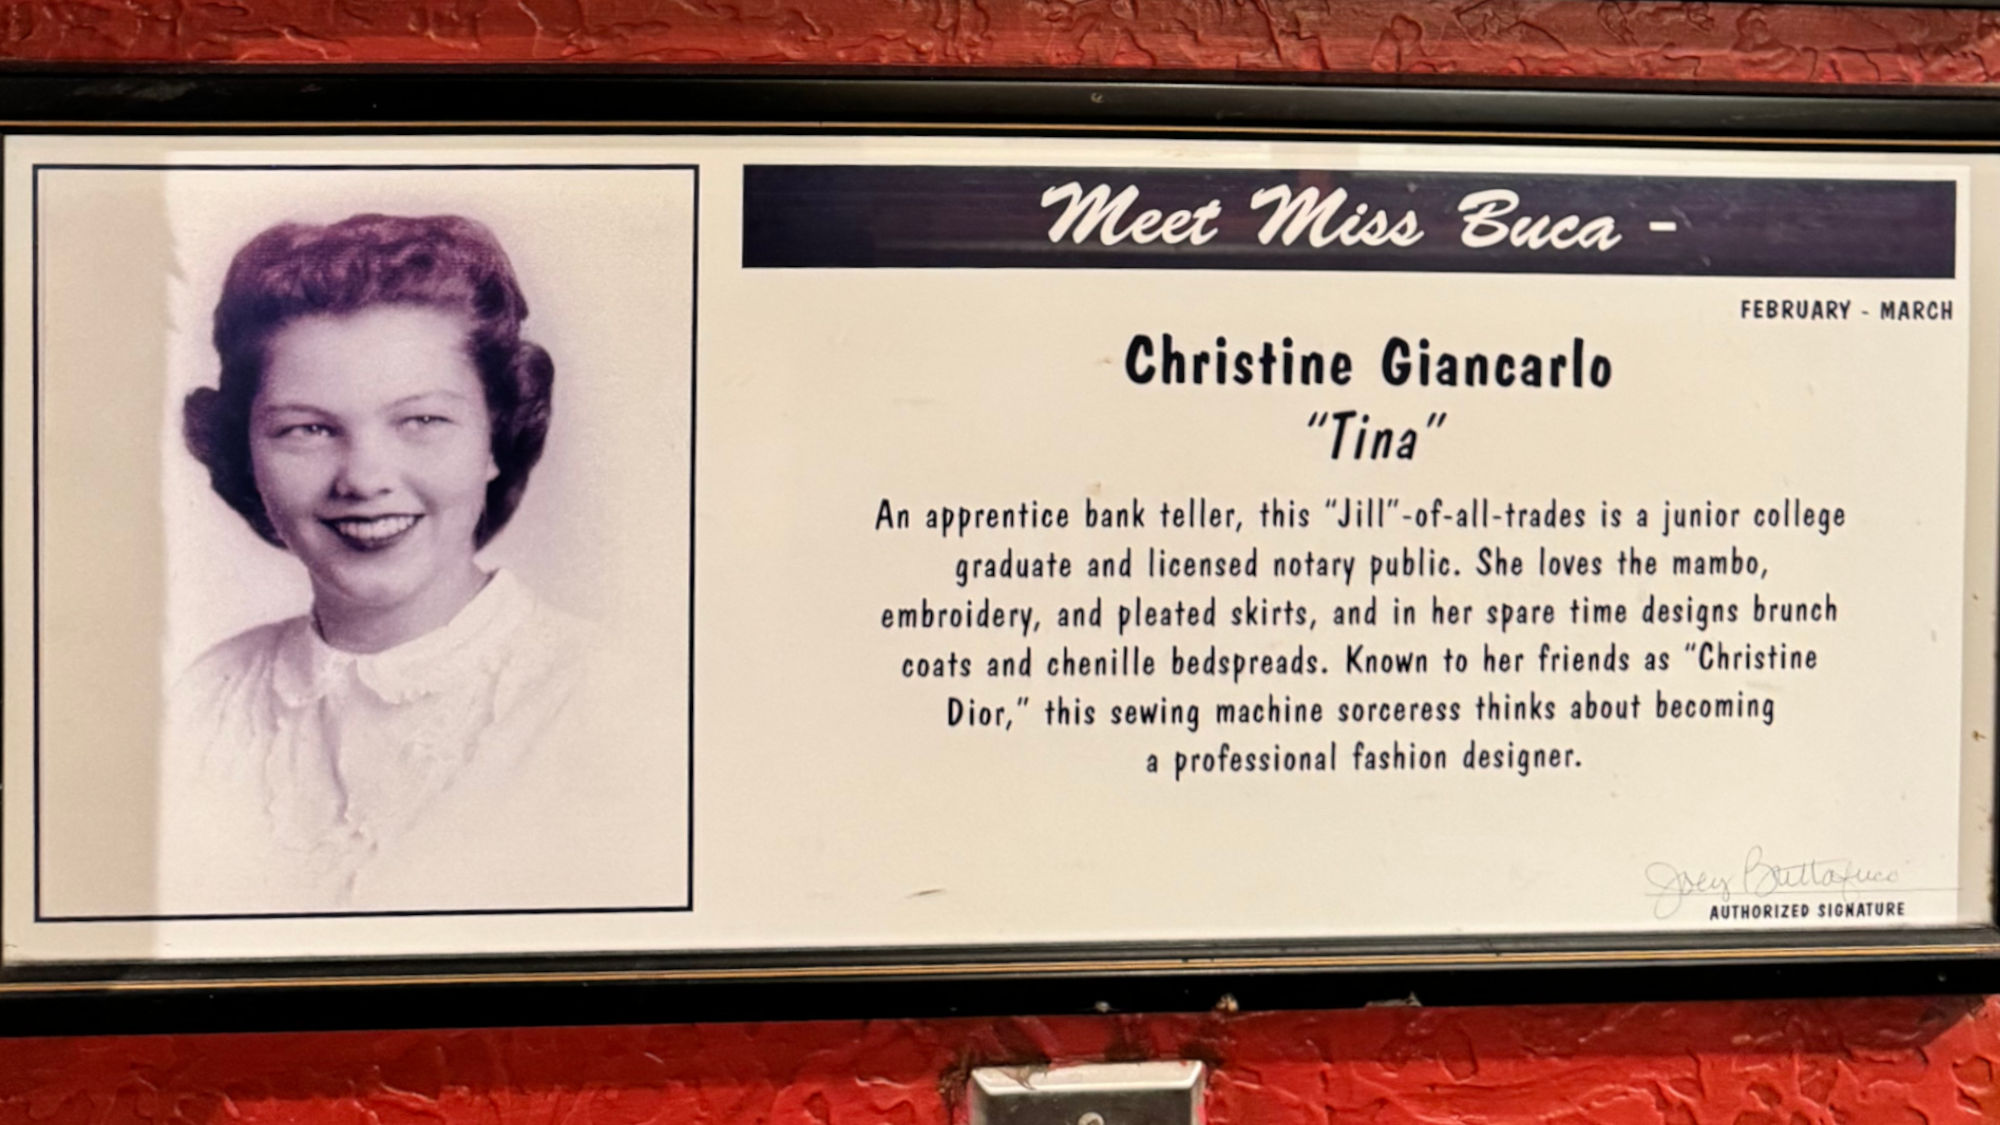 Meet Miss Buca -
FEBRUARY - MARCH
Christine Giancarlo
“Tina”
An apprentice bank teller, this “Jill”-of-all-trades is a junior college
graduate and licensed notary public. She loves the mambo,
embroidery, and pleated skirts, and in her spare time designs brunch
coats and chenille bedspreads. Known to her friends as “Christine
Dior,” this sewing machine sorceress thinks about becoming
a professional fashion designer.
Joey Buttafuco
AUTHORIZED SIGNATURE